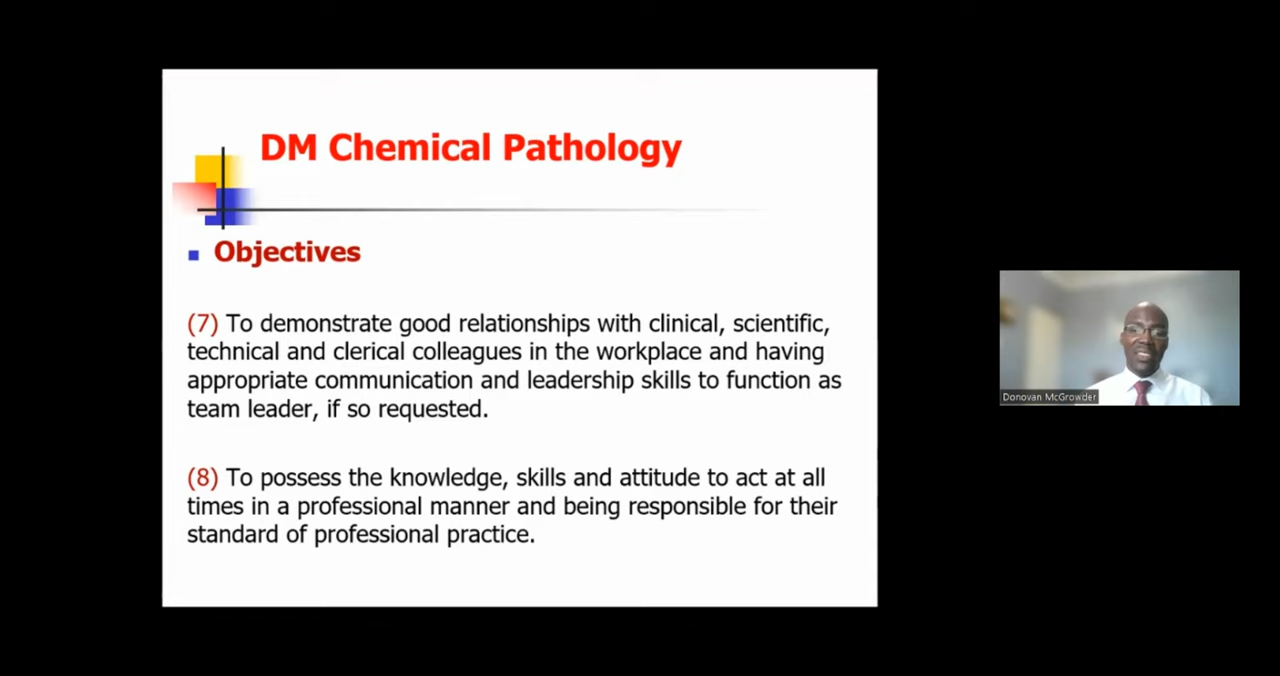 DM Chemical Pathology
Objectives
(7) To demonstrate good relationships with clinical, scientific,
technical and clerical colleagues in the workplace and having
appropriate communication and leadership skills to function as
team leader, if so requested.
(8) To possess the knowledge, skills and attitude to act at all
times in a professional manner and being responsible for their
standard of professional practice.
Donovan McGrowder